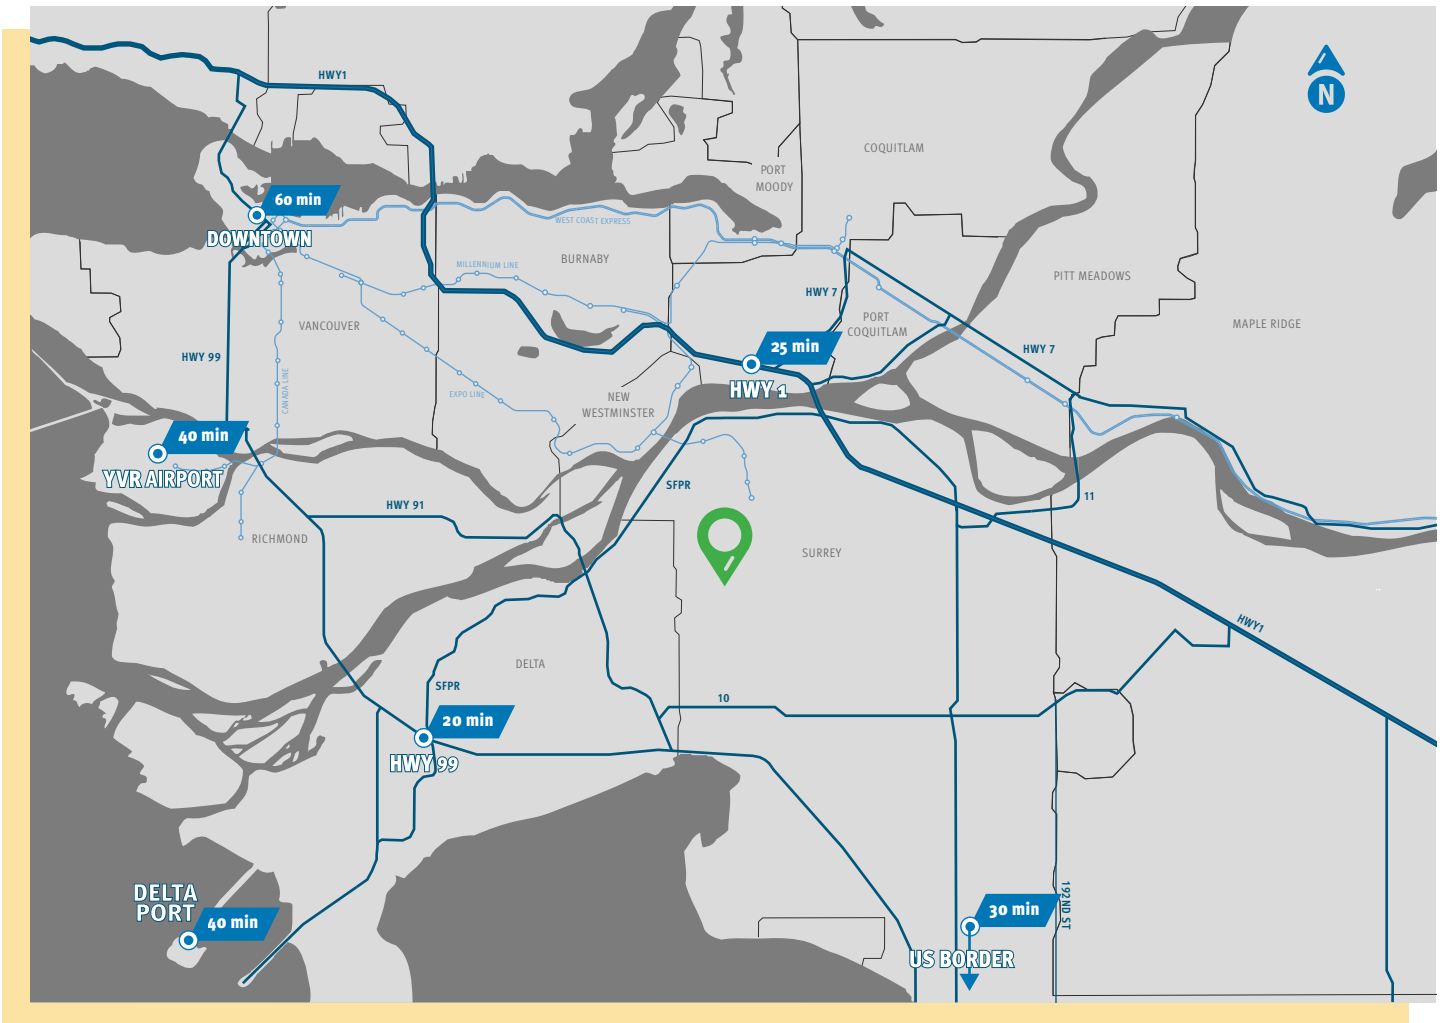 HWY1
N
COQUITLAM
PORT
MOODY
60 min
DOWNTOWN
WEST COAST EXPRESS
MILLENNIUM LINE
BURNABY
PITT MEADOWS
HWY 7
VANCOUVER
PORT
COQUITLAM
MAPLE RIDGE
25 min
HWY 7
HWY 99
HWY 1
CANADA LINE
EXPO LINE
NEW
WESTMINSTER
40 min
YVR AIRPORT
SFPR
11
HWY 91
RICHMOND
SURREY
HWY1
DELTA
SFPR
10
20 min
HWY 99
DELTA
PORT
40 min
192ND ST
30 min
US BORDER